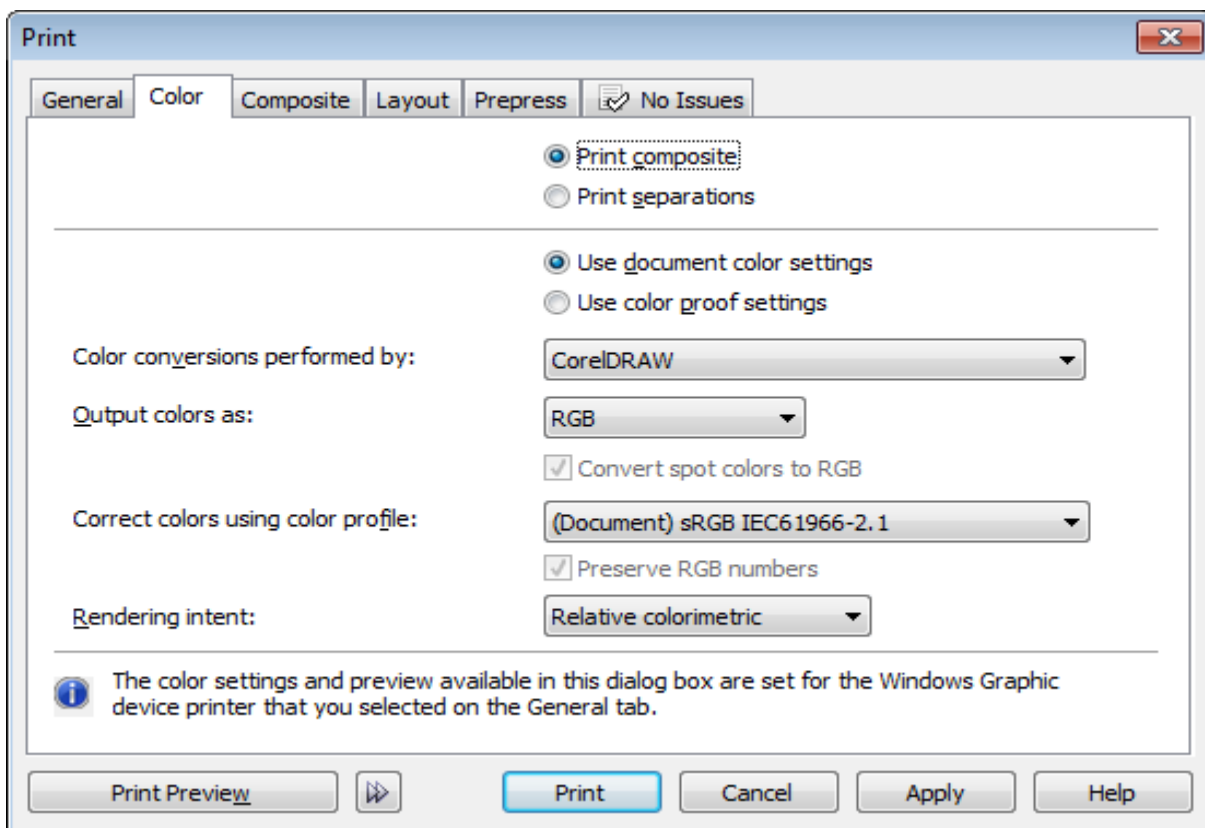 Print
General Color Composite Layout Prepress No Issues
Print composite
Print separations
Use document color settings
Use color proof settings
Color conversions performed by: CorelDRAW
Output colors as: RGB
Convert spot colors to RGB
Correct colors using color profile: (Document) sRGB IEC61966-2.1
Preserve RGB numbers
Rendering intent: Relative colorimetric
The color settings and preview available in this dialog box are set for the Windows Graphic
device printer that you selected on the General tab.
Print Preview Print Cancel Apply Help